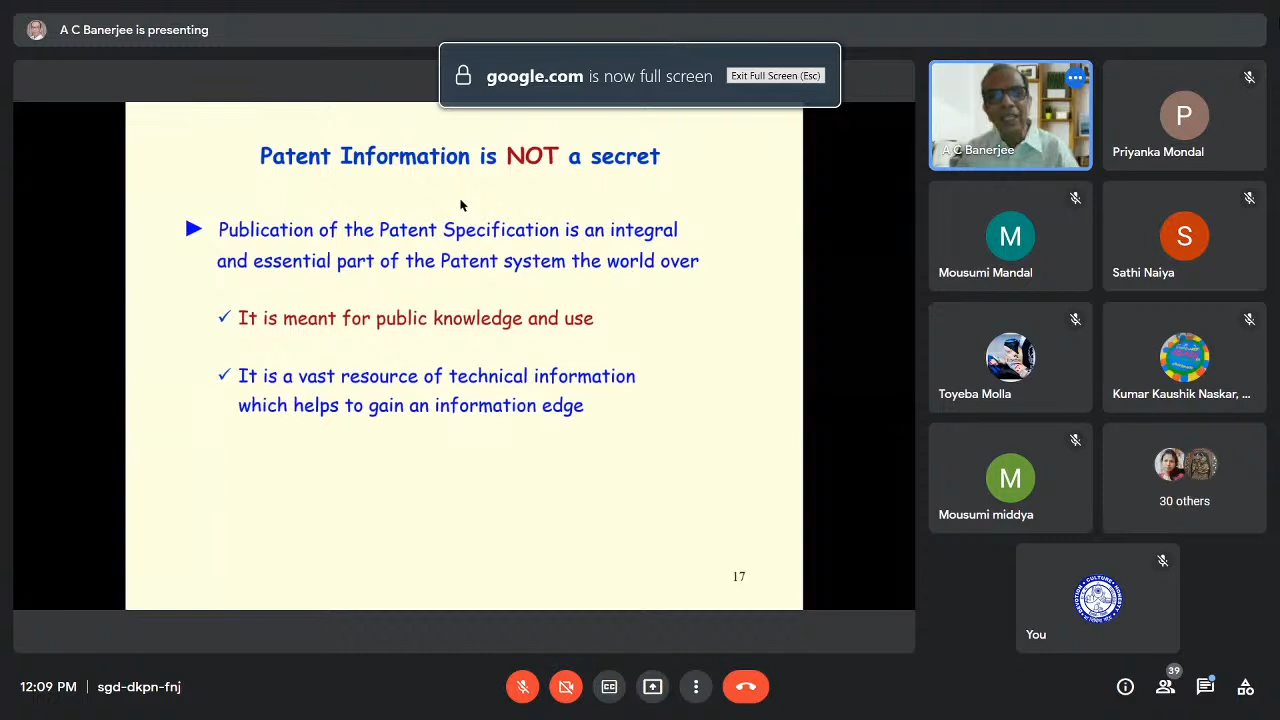 A C Banerjee is presenting
google.com is now full screen Exit Full Screen (Esc)
Patent Information is NOT a secret
Publication of the Patent Specification is an integral
and essential part of the Patent system the world over
It is meant for public knowledge and use
It is a vast resource of technical information
which helps to gain an information edge
17
A C Banerjee
P
Priyanka Mondal
M
Mousumi Mandal
S
Sathi Naiya
Toyeba Molla
Kumar Kaushik Naskar, ...
M
Mousumi middya
30 others
You
12:09 PM | sgd-dkpn-fnj
CC
39